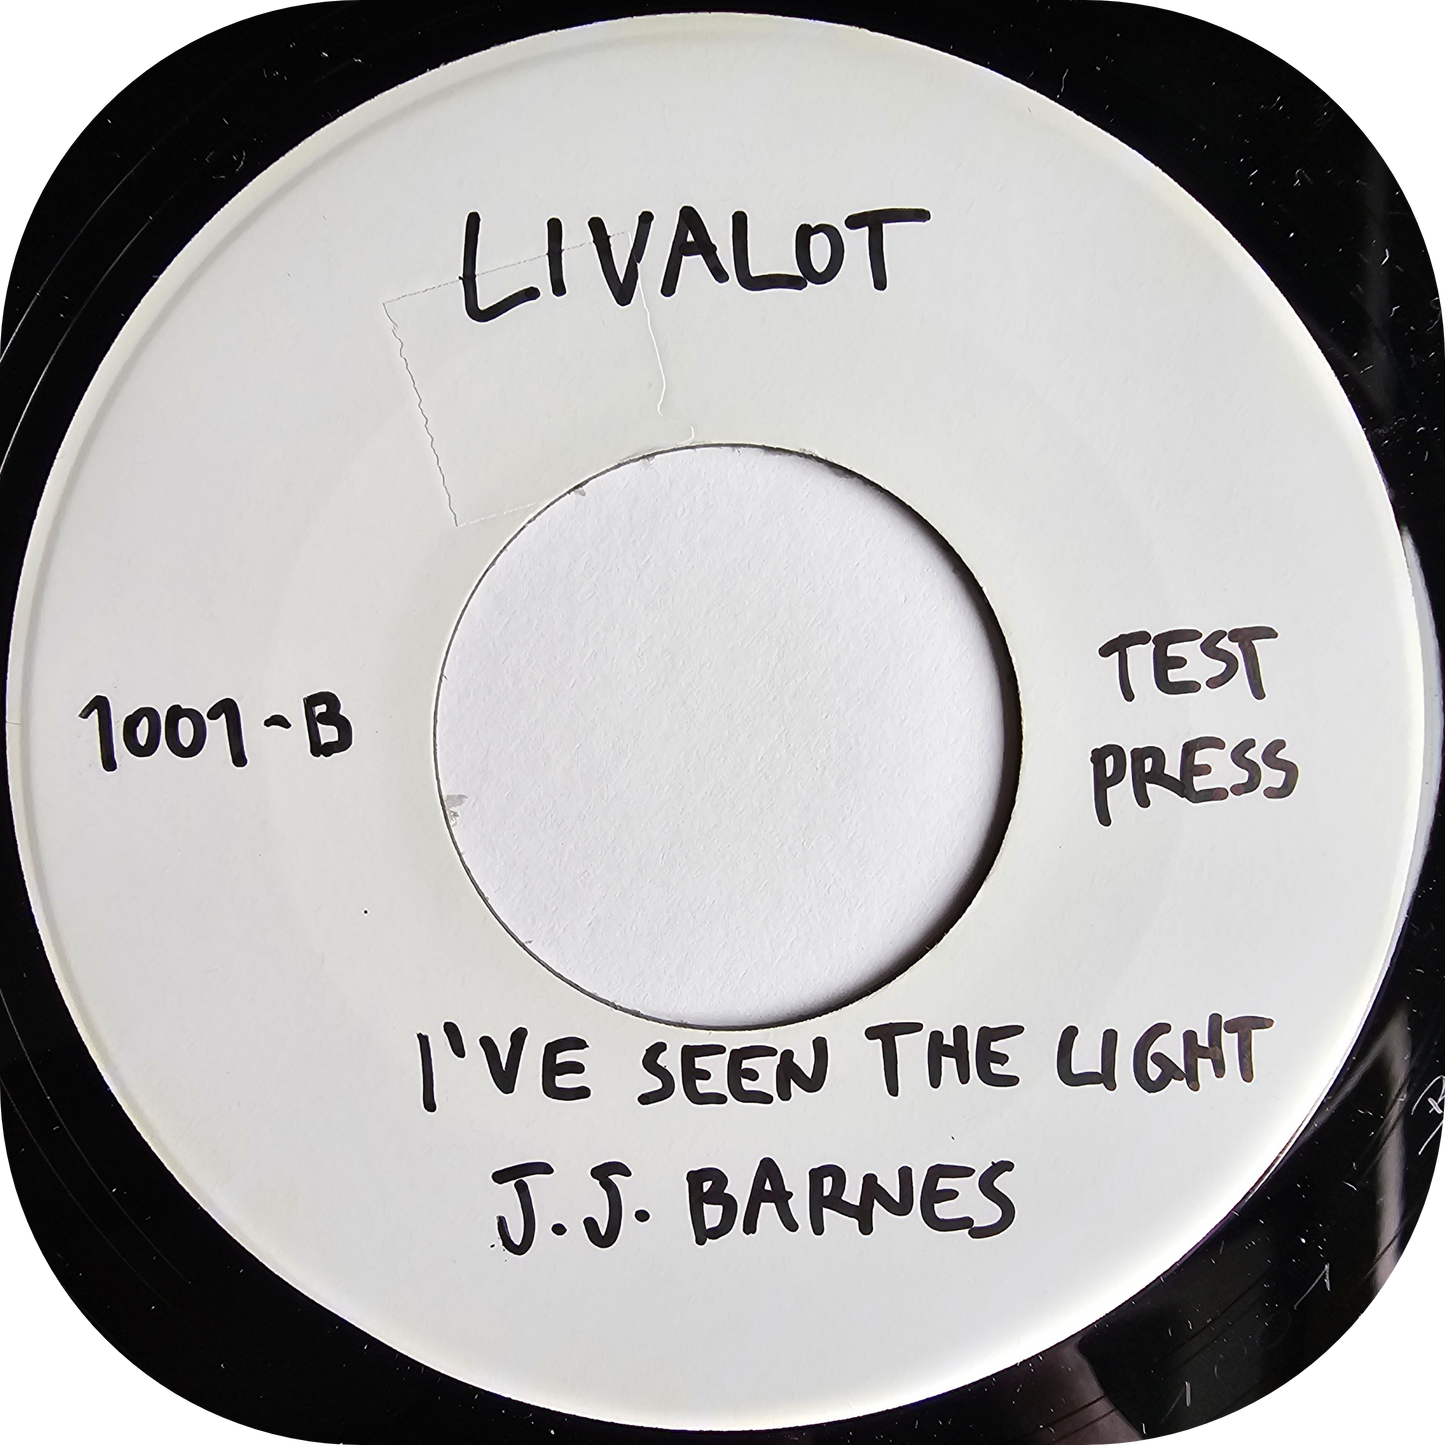 LIVALOT
1001-B
TEST
PRESS
I'VE SEEN THE LIGHT
J.J. BARNES